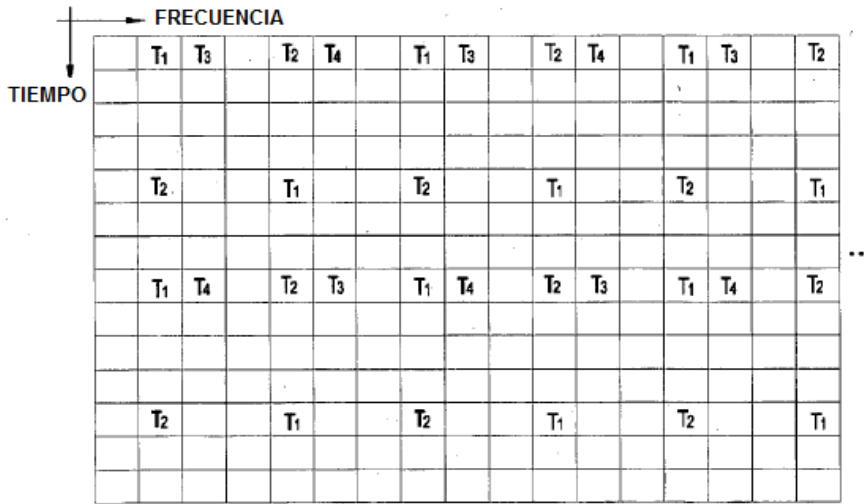 FRECUENCIA
TIEMPO
T1 T3 T2 T4 T1 T3 T2 T4 T1 T3 T2
T2 T1 T2 T1 T2 T1
T1 T4 T2 T3 T1 T4 T2 T3 T1 T4 T2
T2 T1 T2 T1 T2 T1